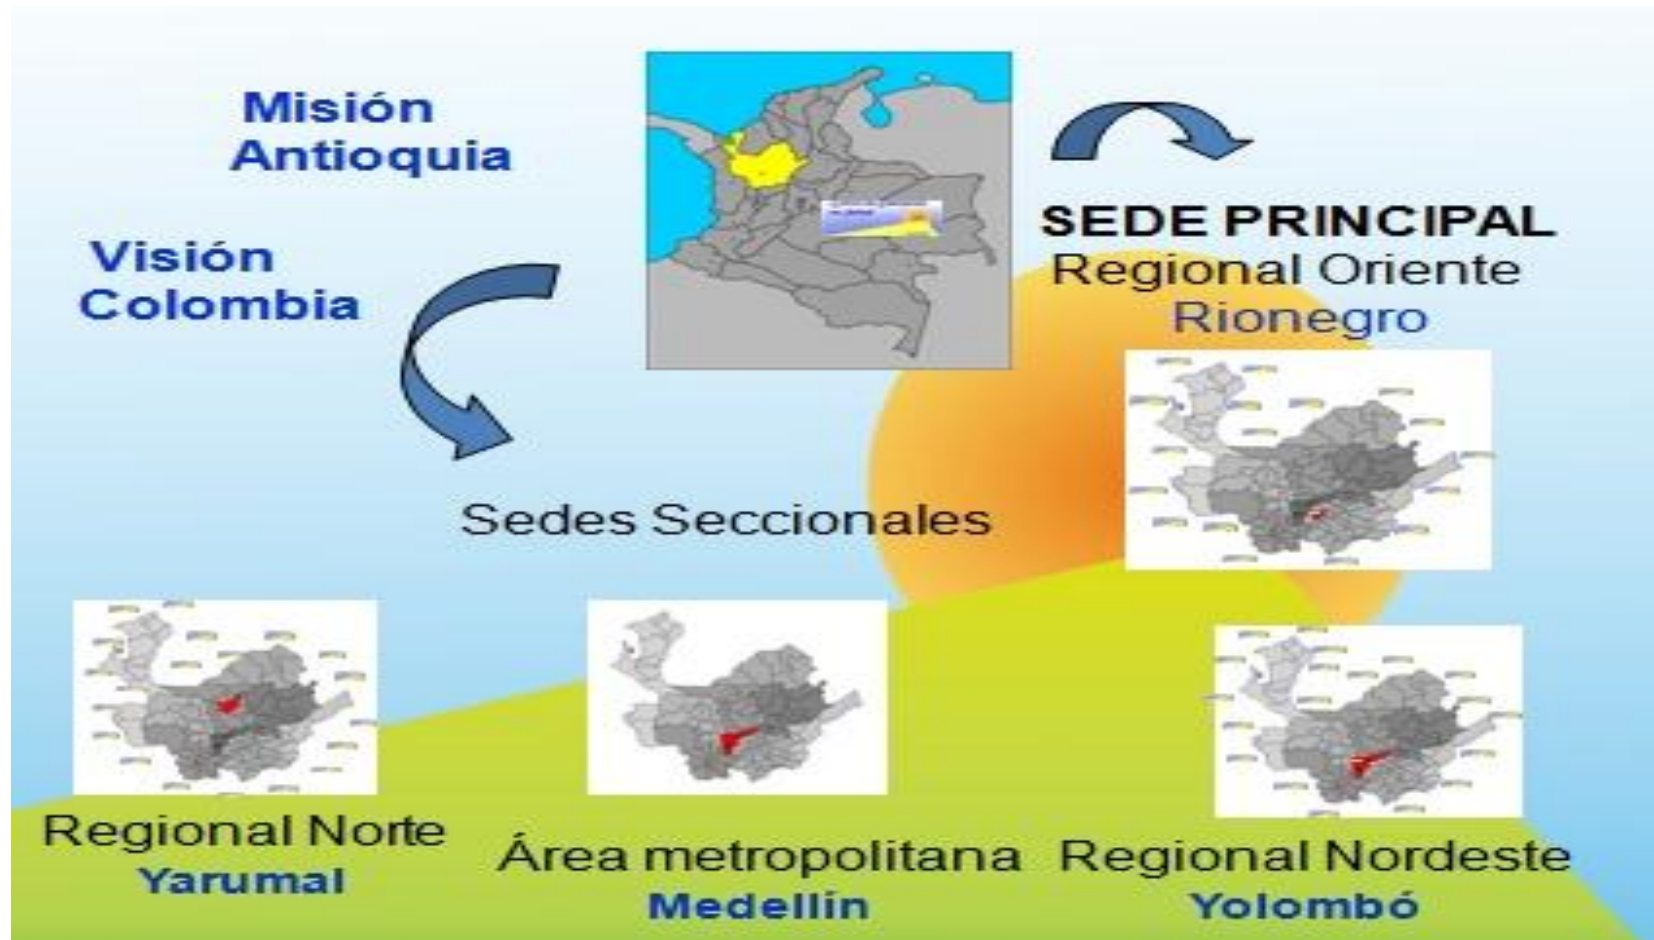 Misión
Antioquia
Visión
Colombia
SEDE PRINCIPAL
Regional Oriente
Rionegro
Sedes Seccionales
Regional Norte
Yarumal
Área metropolitana
Medellín
Regional Nordeste
Yolombó